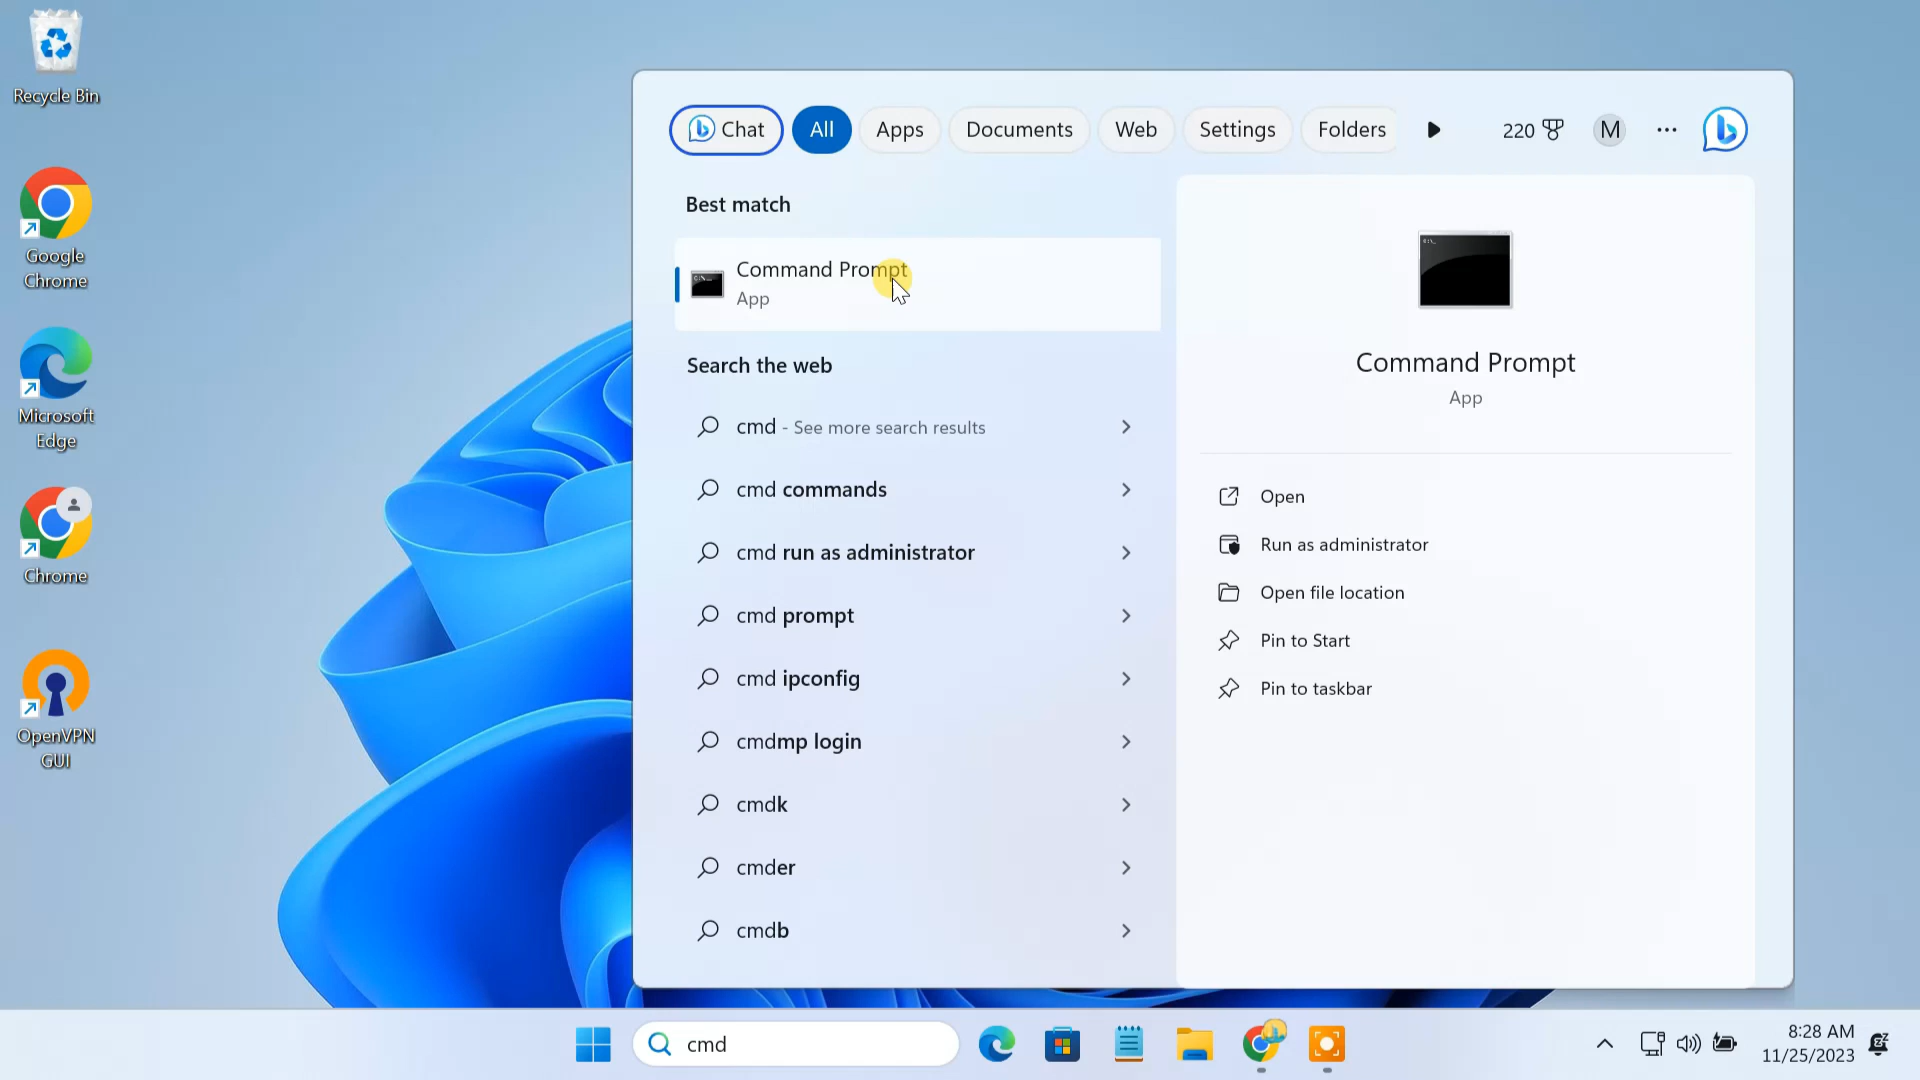 Recycle Bin
Google
Chrome
Microsoft
Edge
Chrome
OpenVPN
GUI
Chat
All
Apps
Documents
Web
Settings
Folders
220
M
Best match
Command Prompt
App
Search the web
cmd - See more search results
cmd commands
cmd run as administrator
cmd prompt
cmd ipconfig
cmdmp login
cmdk
cmder
cmdb
Command Prompt
App
Open
Run as administrator
Open file location
Pin to Start
Pin to taskbar
cmd
8:28 AM
11/25/2023